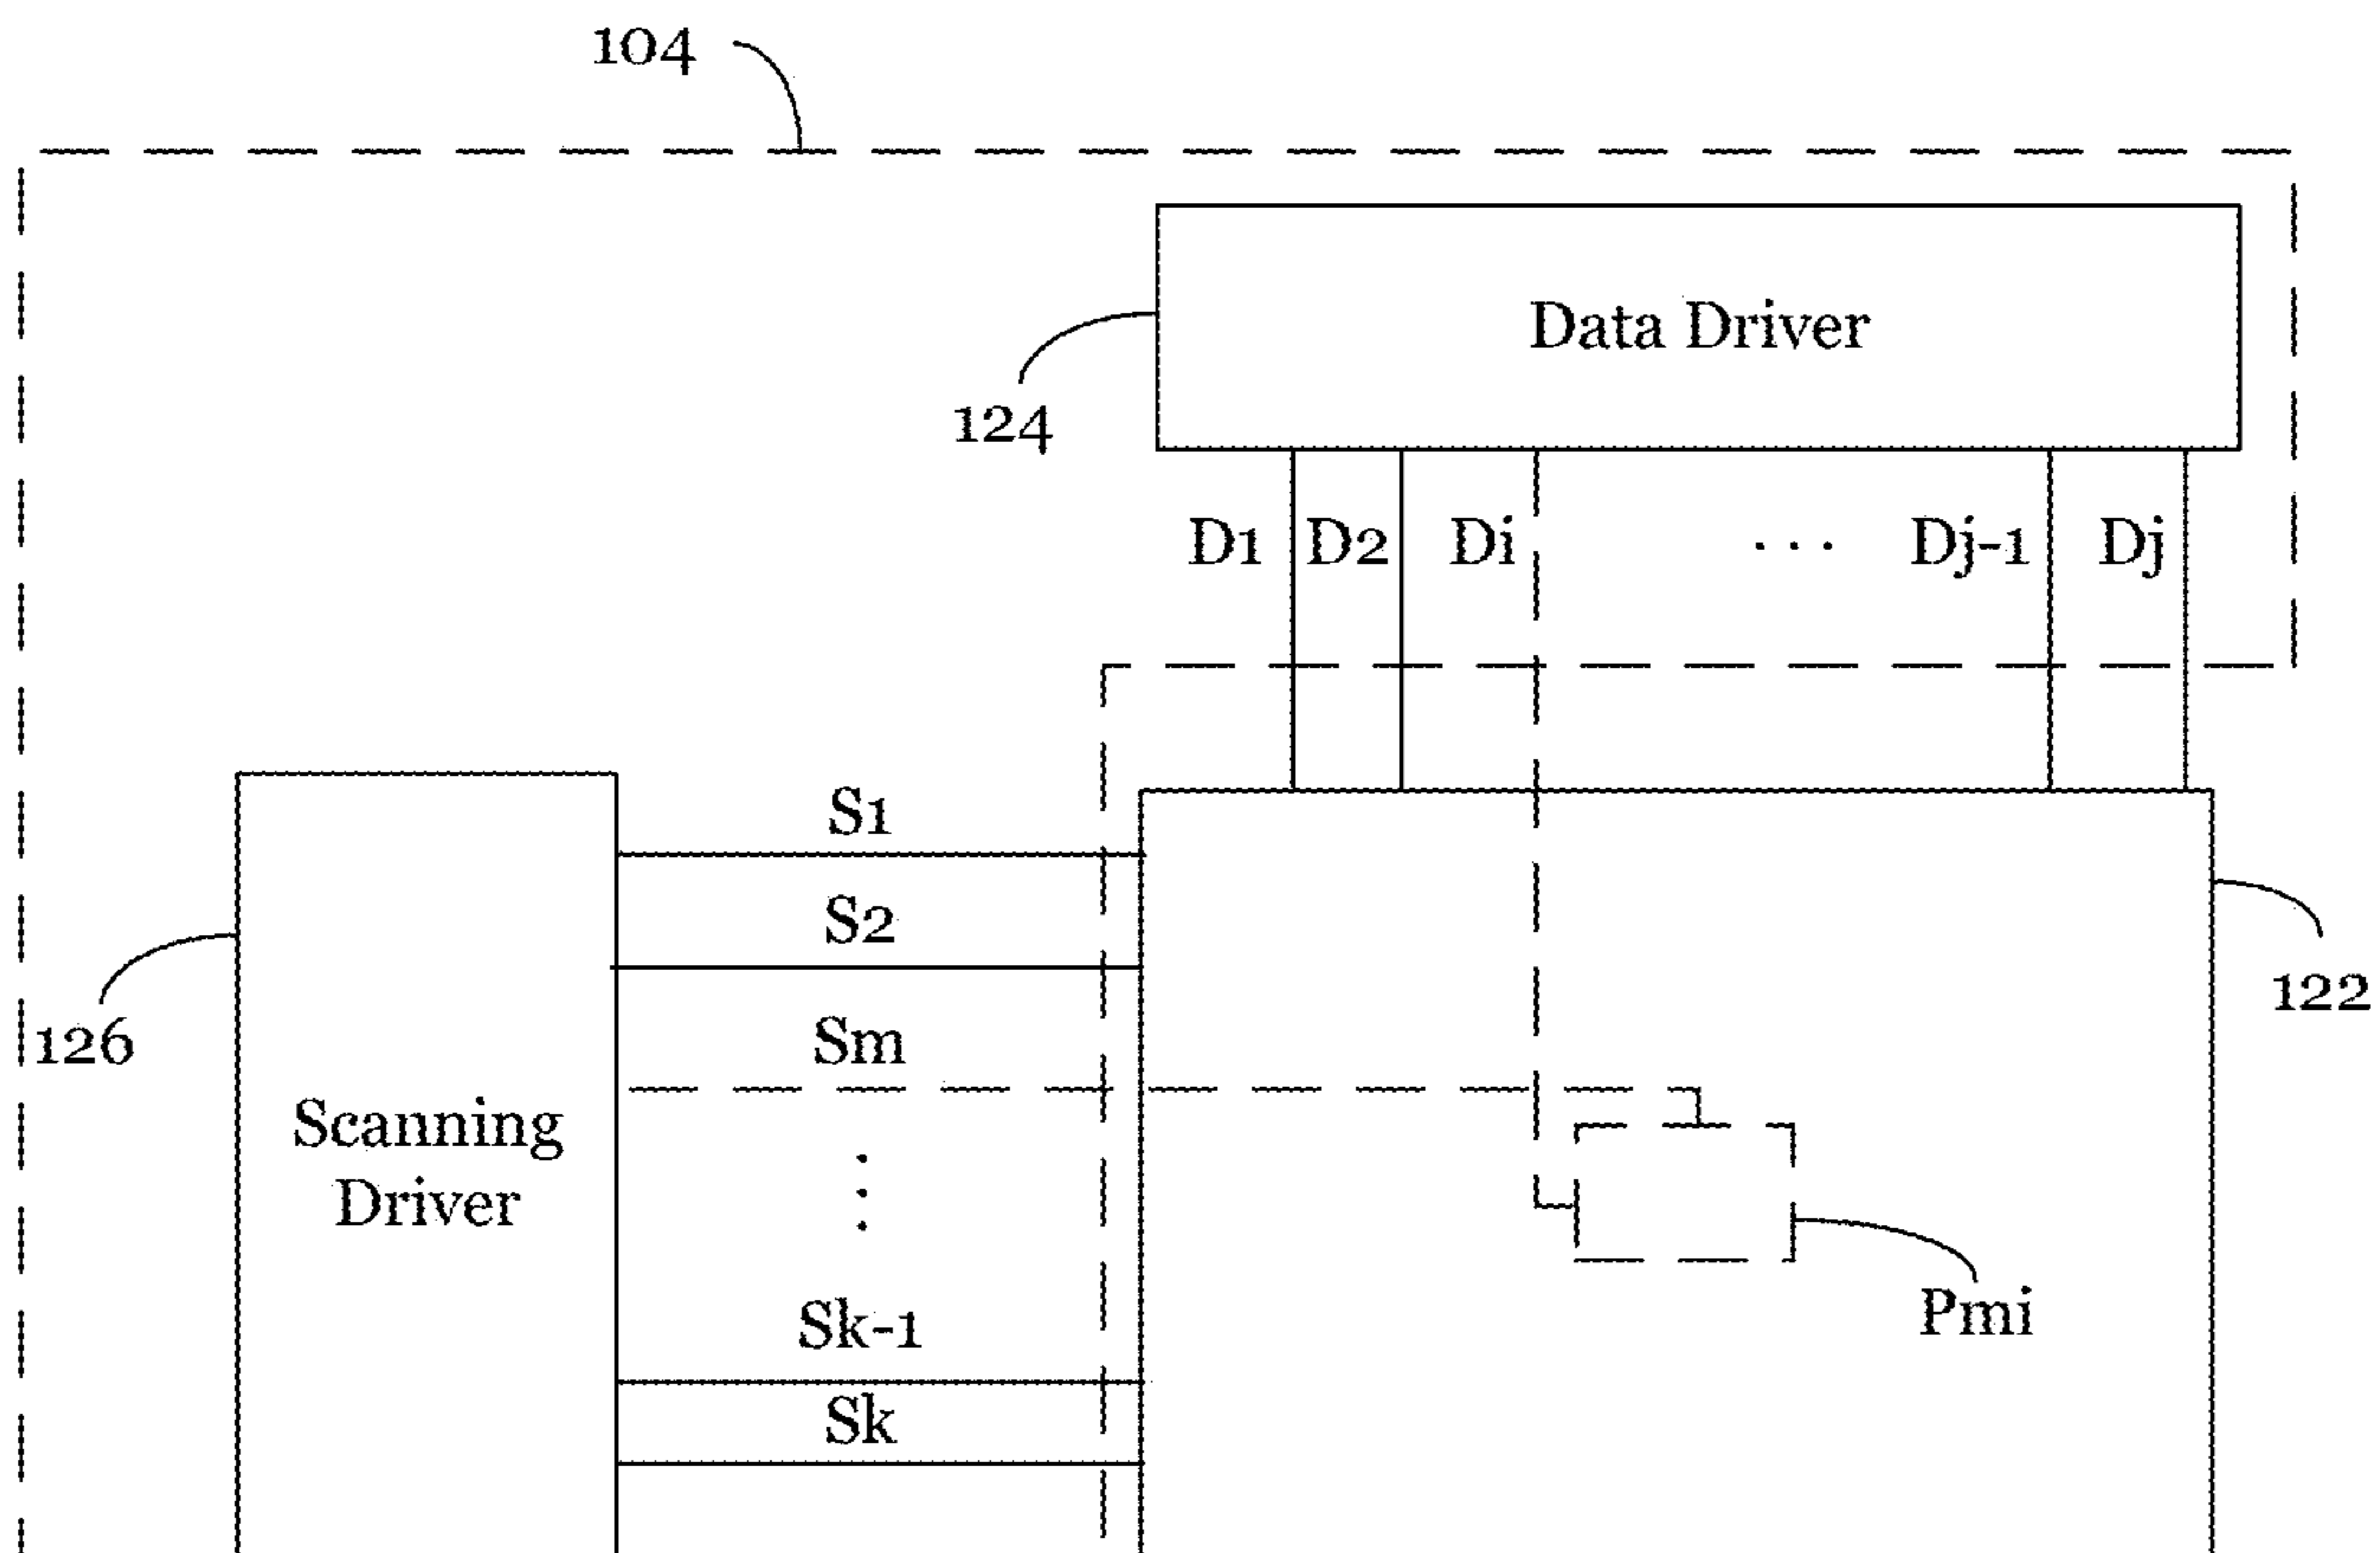 104
Data Driver
124
D1 D2 Di ... Dj-1 Dj
S1
S2
122
126
Sm
Scanning
Driver
Pmi
Sk-1
Sk